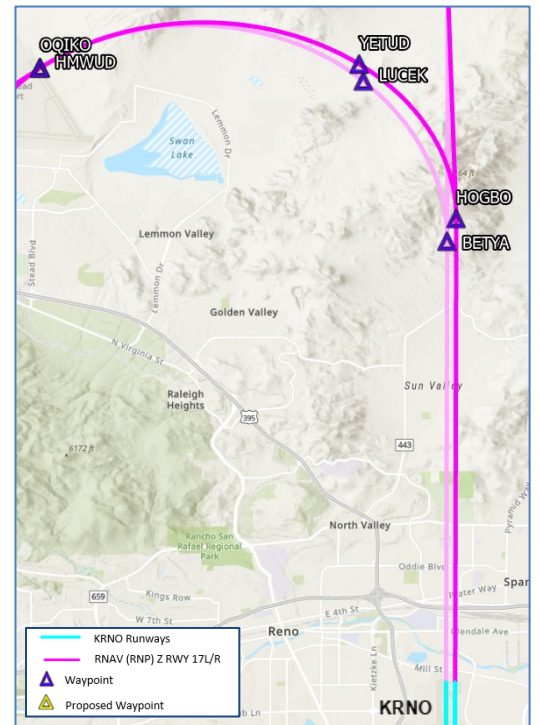 OQIKO
HMWUD
YETUD
LUCEK
Swan
Lake
Lemmon Dr
HOGBO
BETYA
Lemmon Valley
Stead Blvd
Lemmon Dr
Golden Valley
N Virginia St
Sun Valley
Raleigh
Heights
395
443
6172 ft
Pyramid Way
North Valley
Rancho San
Rafael Regional
Park
Oddie Blvd
659
Kings Row
Prater Way
Spar
E 4th St
W 7th St
Reno
Glendale Ave
Kietzke Ln
Mill St
KRNO
KRNO Runways
RNAV (RNP) Z RWY 17L/R
Waypoint
Proposed Waypoint